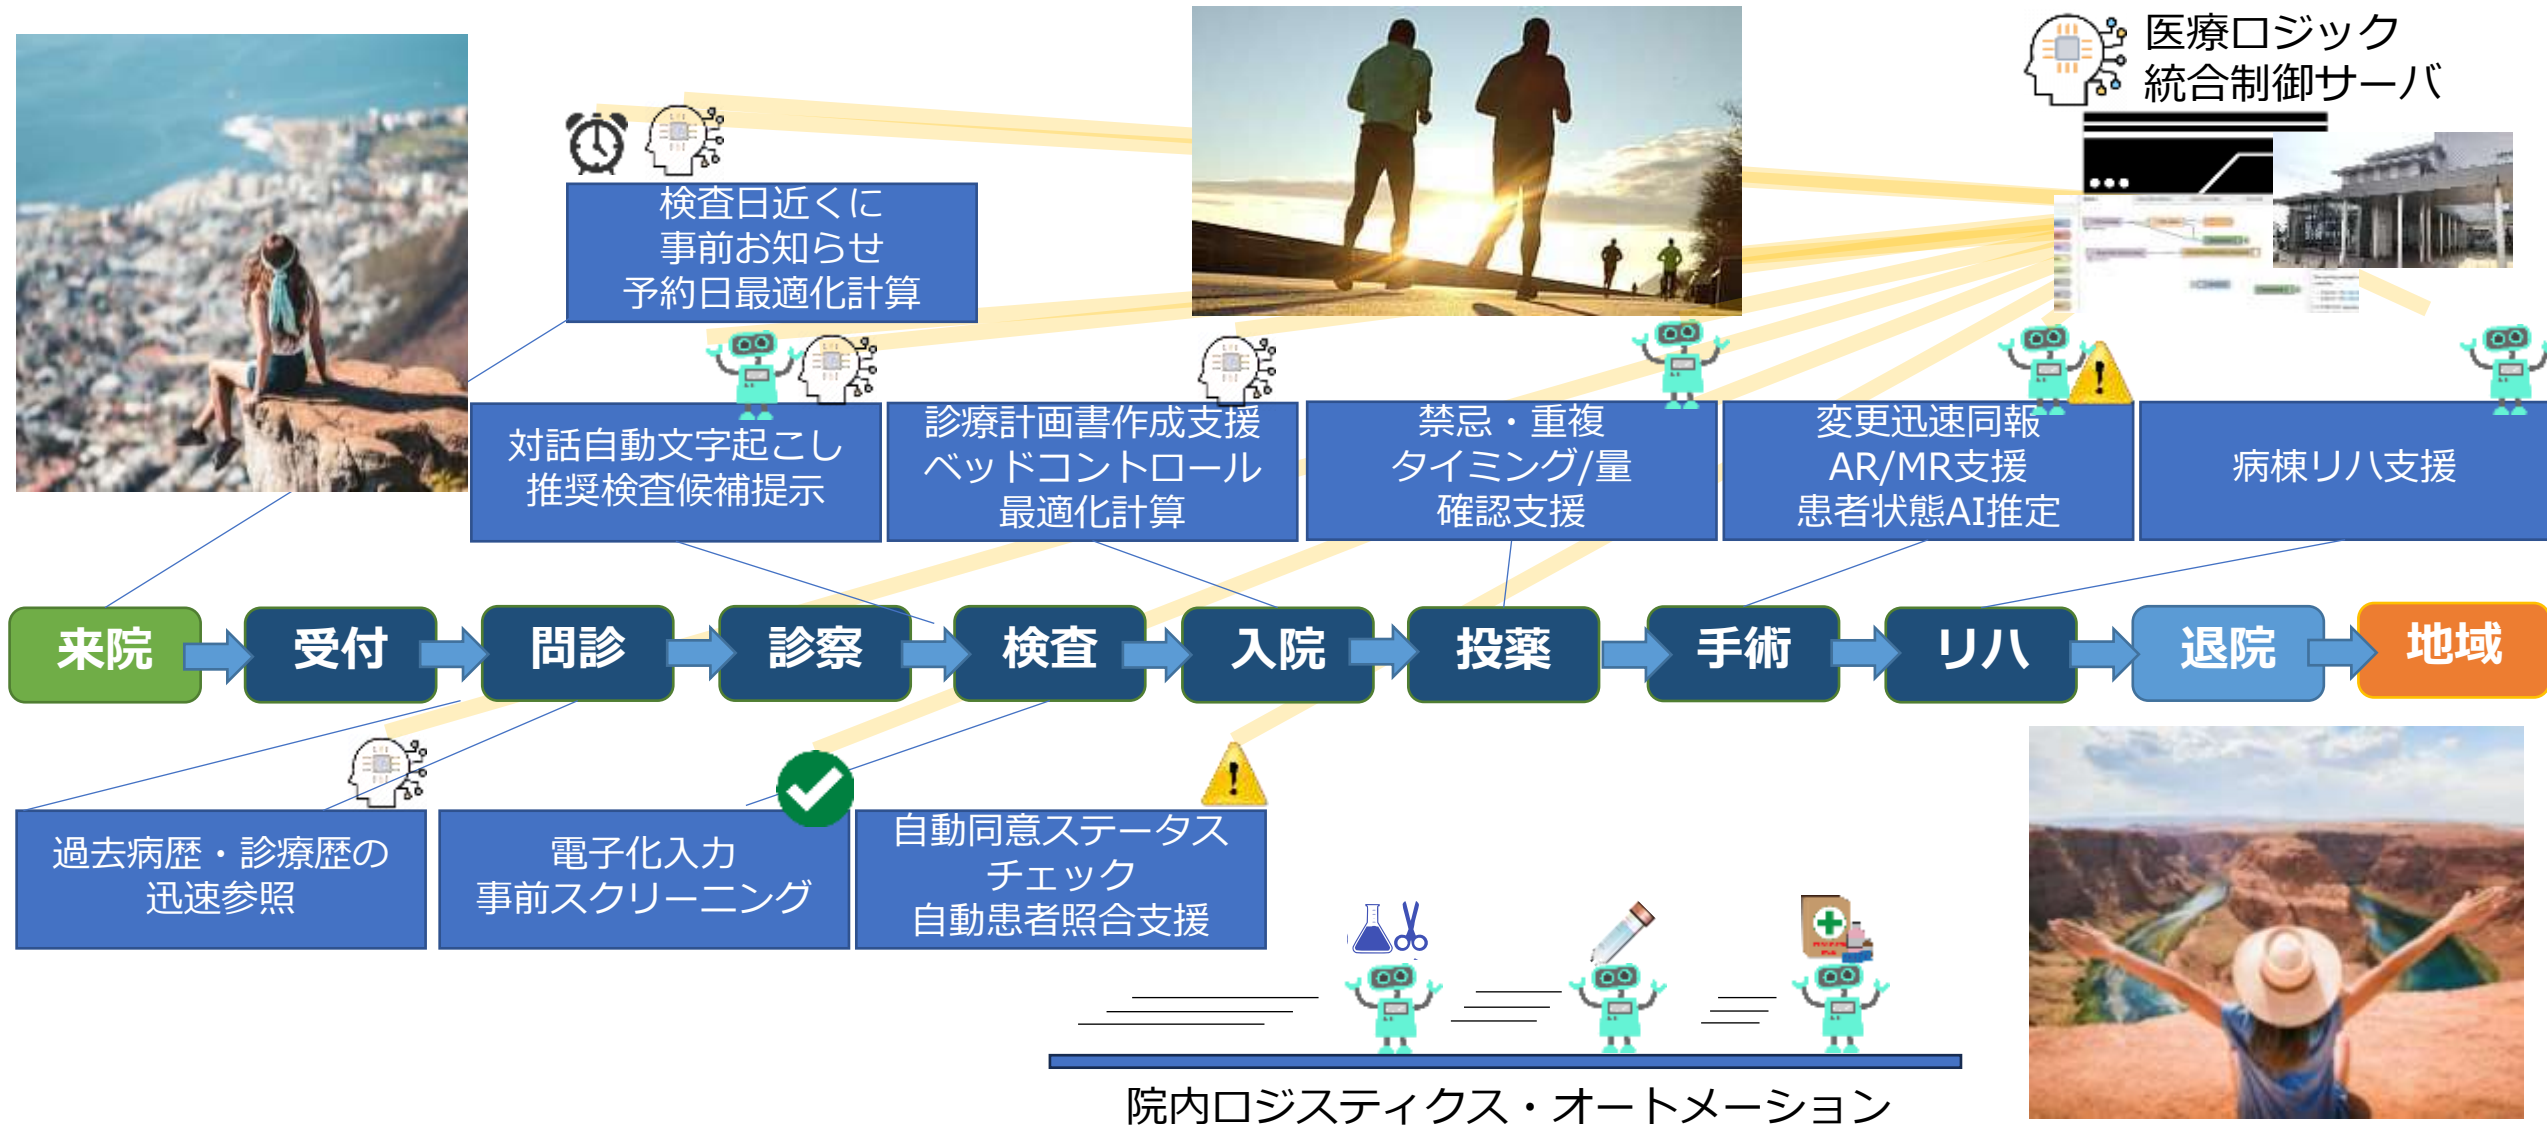 医療ロジック
統合制御サーバ
検査日近くに
事前お知らせ
予約日最適化計算
対話自動文字起こし
推奨検査候補提示
診療計画書作成支援
ベッドコントロール
最適化計算
禁忌・重複
タイミング/量
確認支援
変更迅速同報
AR/MR支援
患者状態AI推定
病棟リハ支援
来院
受付
問診
診察
検査
入院
投薬
手術
リハ
退院
地域
過去病歴・診療歴の
迅速参照
電子化入力
事前スクリーニング
自動同意ステータス
チェック
自動患者照合支援
院内ロジスティクス・オートメーション